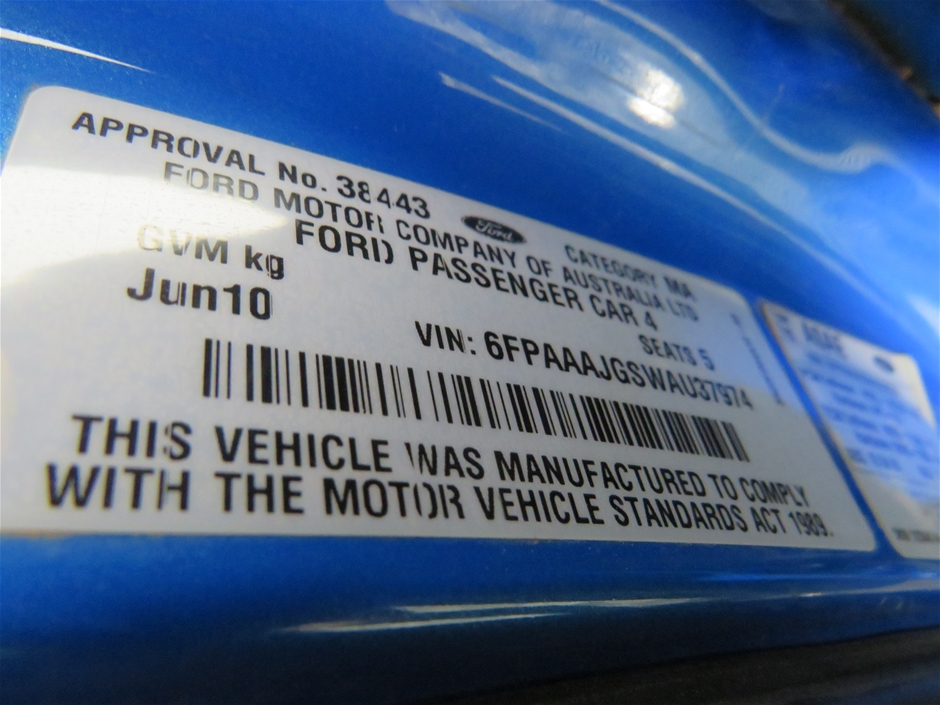 APPROVAL No. 38443 Ford CATEGORY MA
FORD MOTOR COMPANY OF AUSTRALIA LTD
GVM kg FORD PASSENGER CAR 4
Jun10 SEATS 5
VIN: 6FPAAAJGSWAU37974
THIS VEHICLE WAS MANUFACTURED TO COMPLY
WITH THE MOTOR VEHICLE STANDARDS ACT 1989.